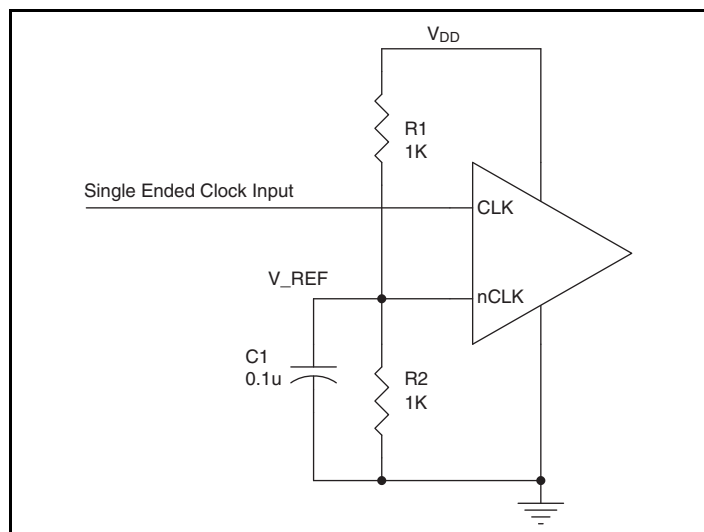 VDD
R1
1K
Single Ended Clock Input
CLK
V_REF
nCLK
C1
0.1u
R2
1K